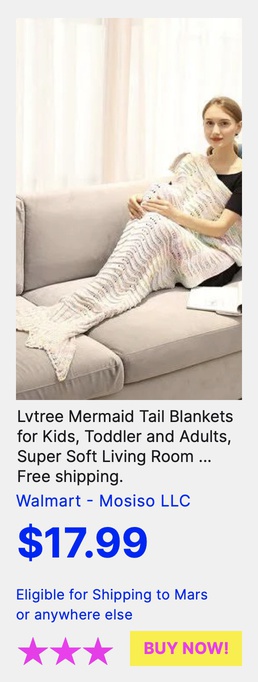 Lvtree Mermaid Tail Blankets
for Kids, Toddler and Adults,
Super Soft Living Room ...
Free shipping.
Walmart - Mosiso LLC
$17.99
Eligible for Shipping to Mars
or anywhere else
BUY NOW!